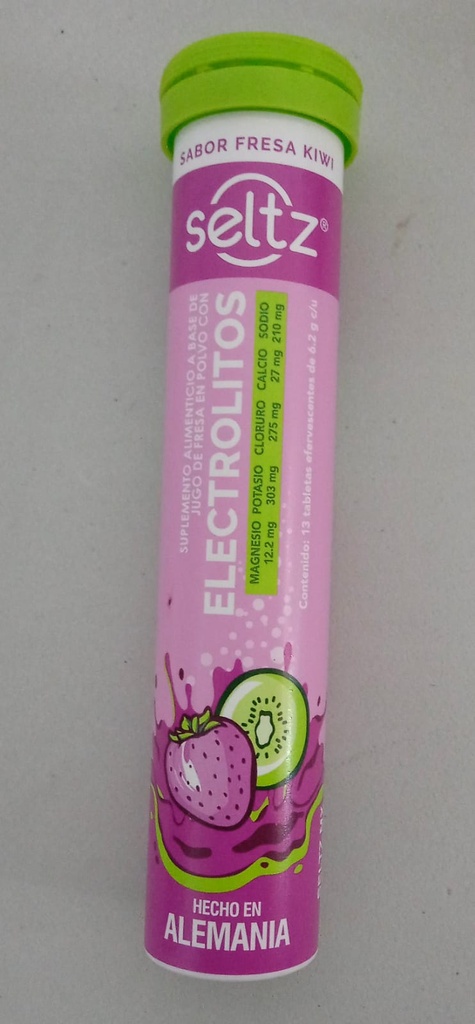 SABOR FRESA KIWI
seltz®
SUPLEMENTO ALIMENTICIO A BASE DE
JUGO DE FRESA EN POLVO CON
ELECTROLITOS
MAGNESIO POTASIO CLORURO CALCIO SODIO
12.2 mg 303 mg 275 mg 27 mg 210 mg
Contenido: 13 tabletas efervescentes de 6.2 g c/u
HECHO EN
ALEMANIA